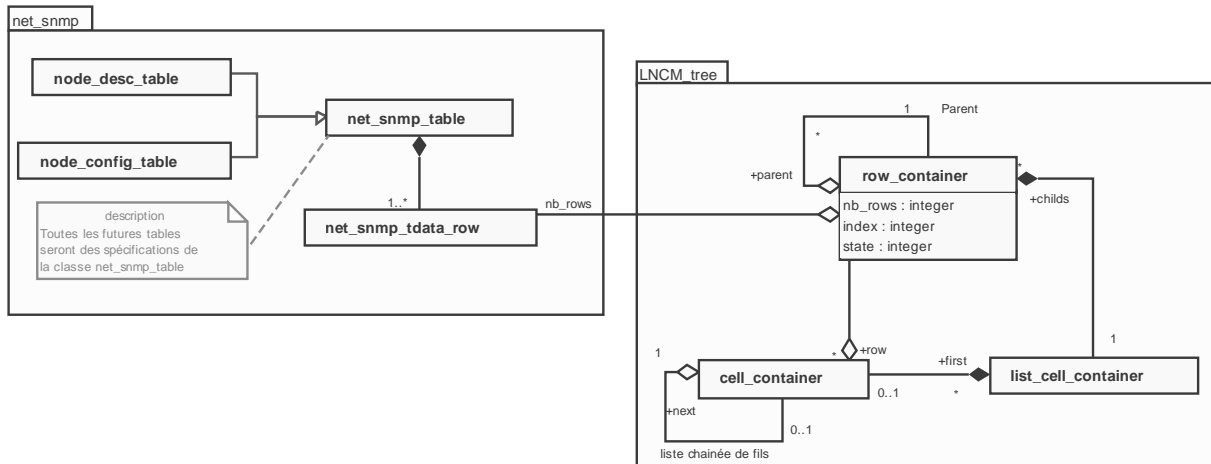 net_snmp
node_desc_table
net_snmp_table
node_config_table
1..*
net_snmp_tdata_row
nb_rows
description
Toutes les futures tables
seront des spécifications de
la classe net_snmp_table
LNCM_tree
1
Parent
*
+parent
row_container
*
+childs
nb_rows : integer
index : integer
state : integer
*
+row
1
cell_container
+next
0..1
liste chainée de fils
+first
0..1
*
1
list_cell_container